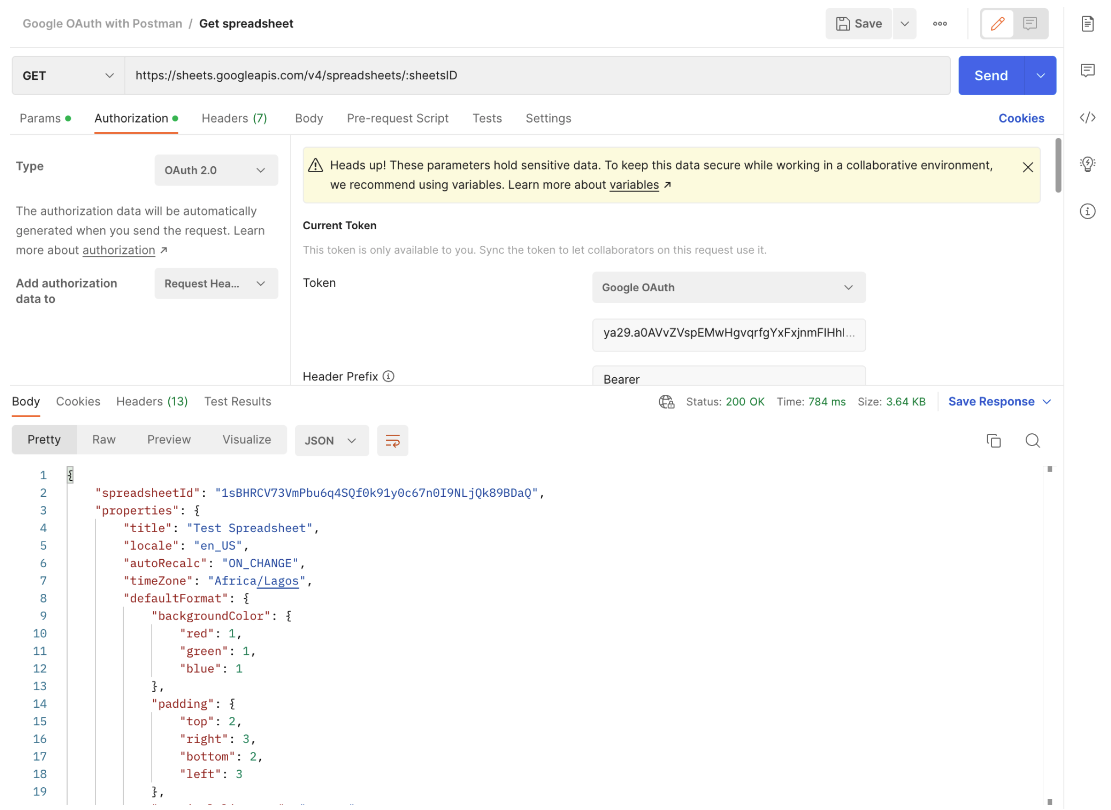 Google OAuth with Postman / Get spreadsheet
Save
GET
https://sheets.googleapis.com/v4/spreadsheets/:sheetsID
Send
Params
Authorization
Headers (7)
Body
Pre-request Script
Tests
Settings
Cookies
Type
OAuth 2.0
The authorization data will be automatically
generated when you send the request. Learn
more about authorization ↗
Add authorization
data to
Request Hea...
Heads up! These parameters hold sensitive data. To keep this data secure while working in a collaborative environment,
we recommend using variables. Learn more about variables ↗
Current Token
This token is only available to you. Sync the token to let collaborators on this request use it.
Token
Google OAuth
ya29.a0AVvZVspEMwHgvqrfgYxFxjnmFIHhl...
Header Prefix
Bearer
Body
Cookies
Headers (13)
Test Results
Status: 200 OK
Time: 784 ms
Size: 3.64 KB
Save Response
Pretty
Raw
Preview
Visualize
JSON
1 {
2 "spreadsheetId": "1sBHRCV73VmPbu6q4SQf0k91y0c67n0I9NLjQk89BDaQ",
3 "properties": {
4 "title": "Test Spreadsheet",
5 "locale": "en_US",
6 "autoRecalc": "ON_CHANGE",
7 "timeZone": "Africa/Lagos",
8 "defaultFormat": {
9 "backgroundColor": {
10 "red": 1,
11 "green": 1,
12 "blue": 1
13 },
14 "padding": {
15 "top": 2,
16 "right": 3,
17 "bottom": 2,
18 "left": 3
19 },